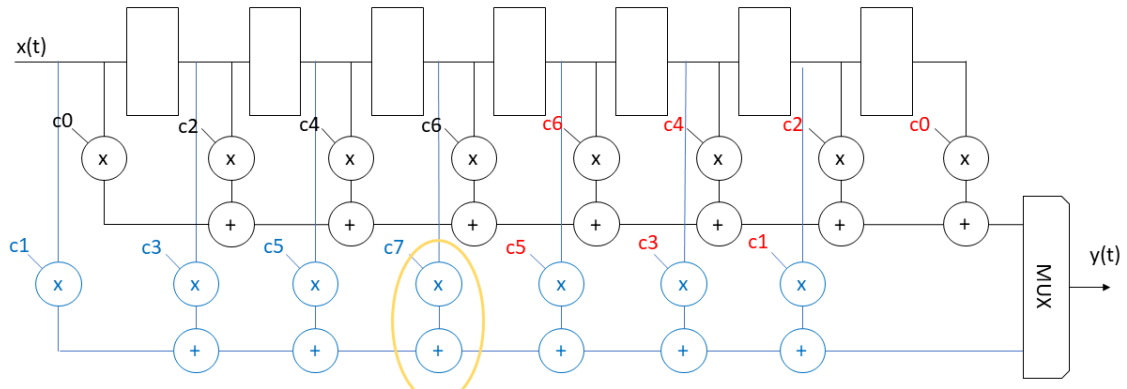 x(t)
c0 c2 c4 c6 c6 c4 c2 c0
x x x x x x x x
+ + + + + + +
c1 c3 c5 c7 c5 c3 c1
x x x x x x x
+ + + + + +
MUX
y(t)